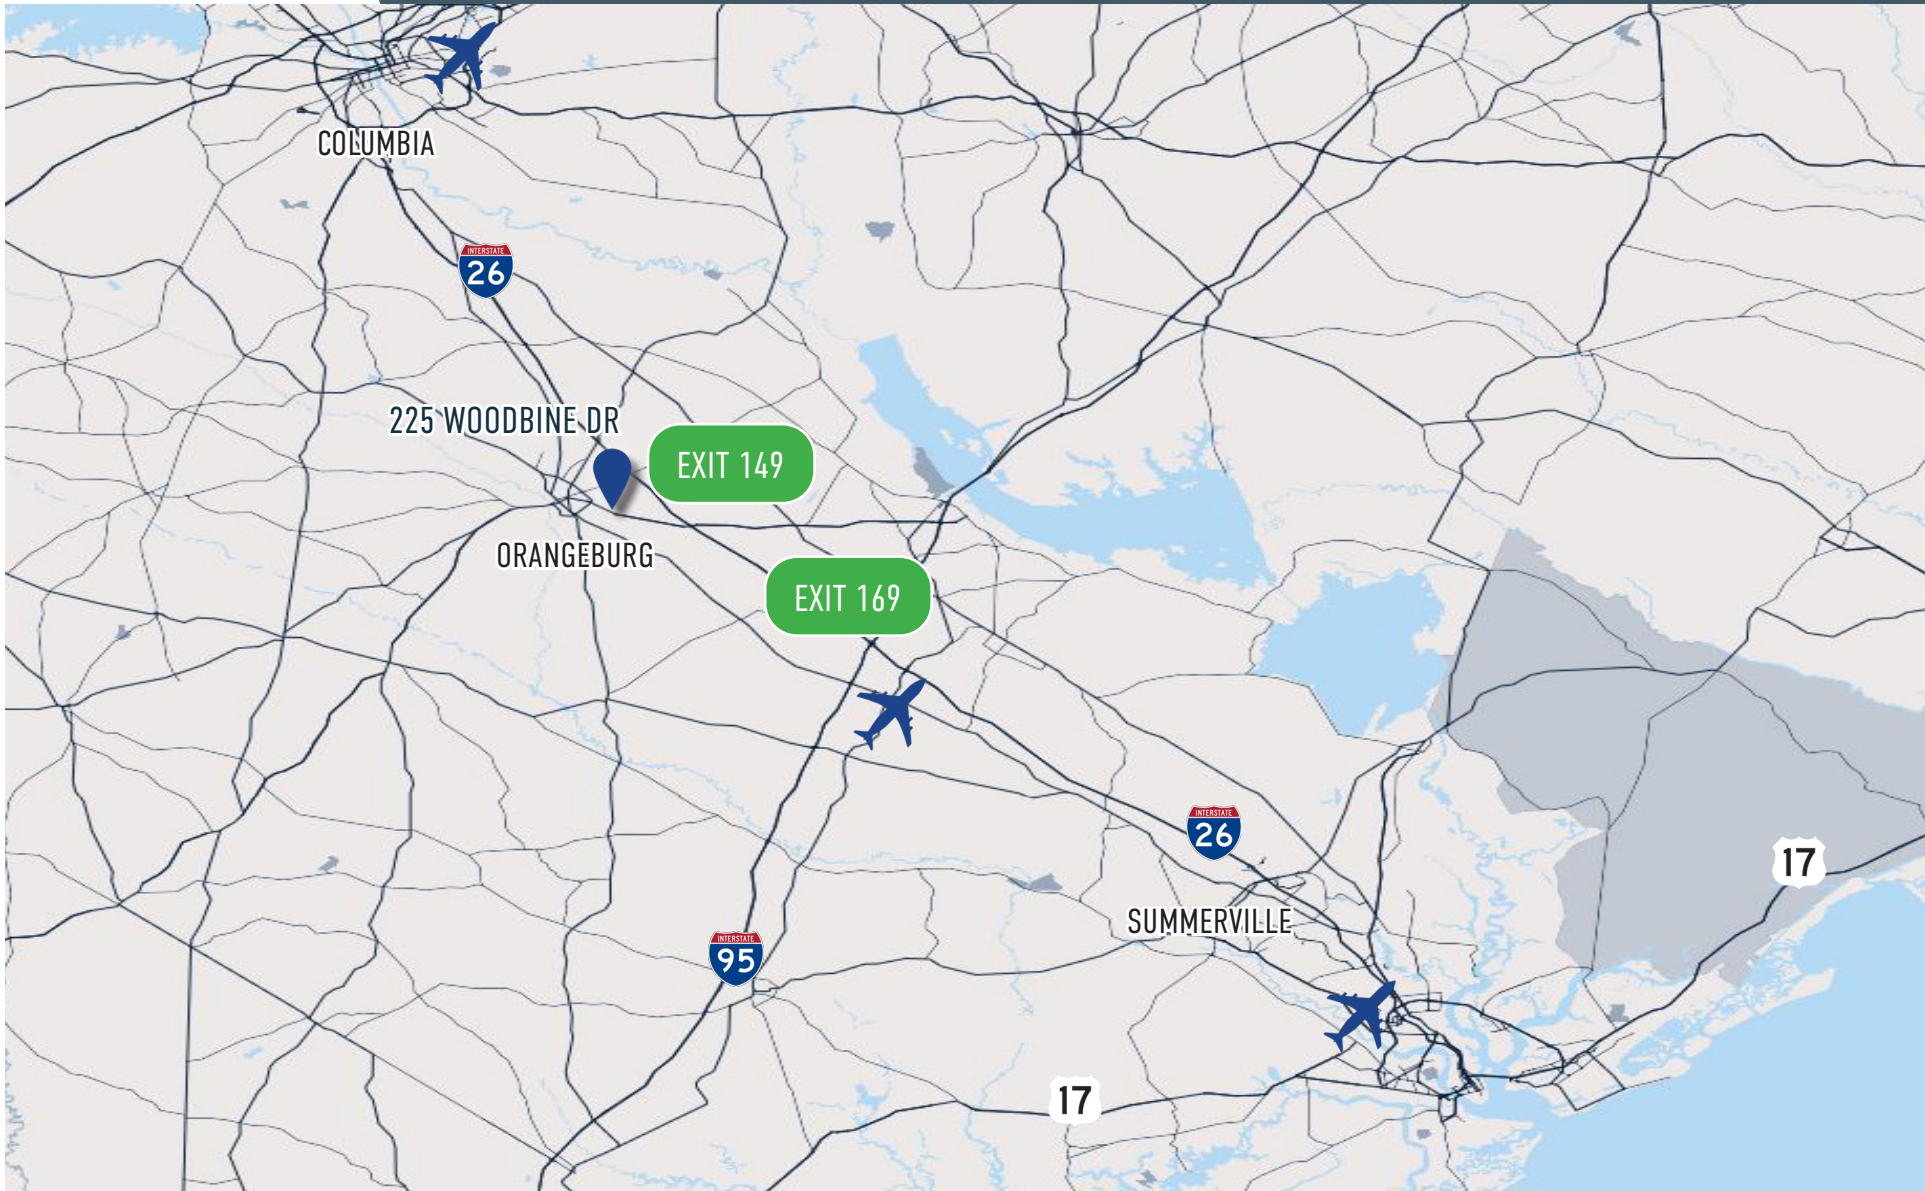 COLUMBIA
INTERSTATE
26
225 WOODBINE DR
EXIT 149
ORANGEBURG
EXIT 169
INTERSTATE
26
17
SUMMERVILLE
INTERSTATE
95
17